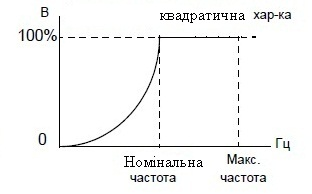 В
квадратична хар-ка
100%
0
Гц
Номінальна частота
Макс. частота